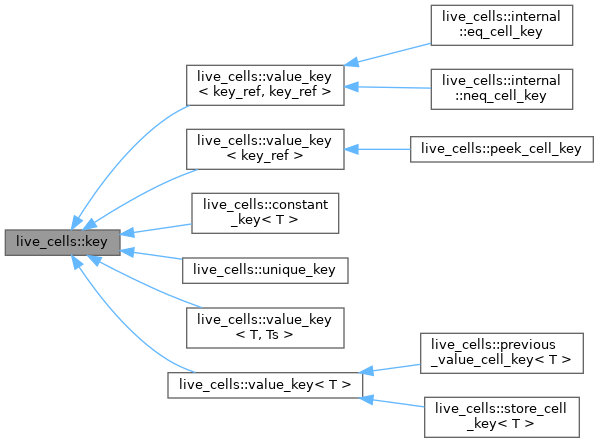 live_cells::internal
::eq_cell_key
live_cells::value_key
< key_ref, key_ref >
live_cells::internal
::neq_cell_key
live_cells::value_key
< key_ref >
live_cells::peek_cell_key
live_cells::constant
_key< T >
live_cells::key
live_cells::unique_key
live_cells::value_key
< T, Ts >
live_cells::previous
_value_cell_key< T >
live_cells::value_key< T >
live_cells::store_cell
_key< T >